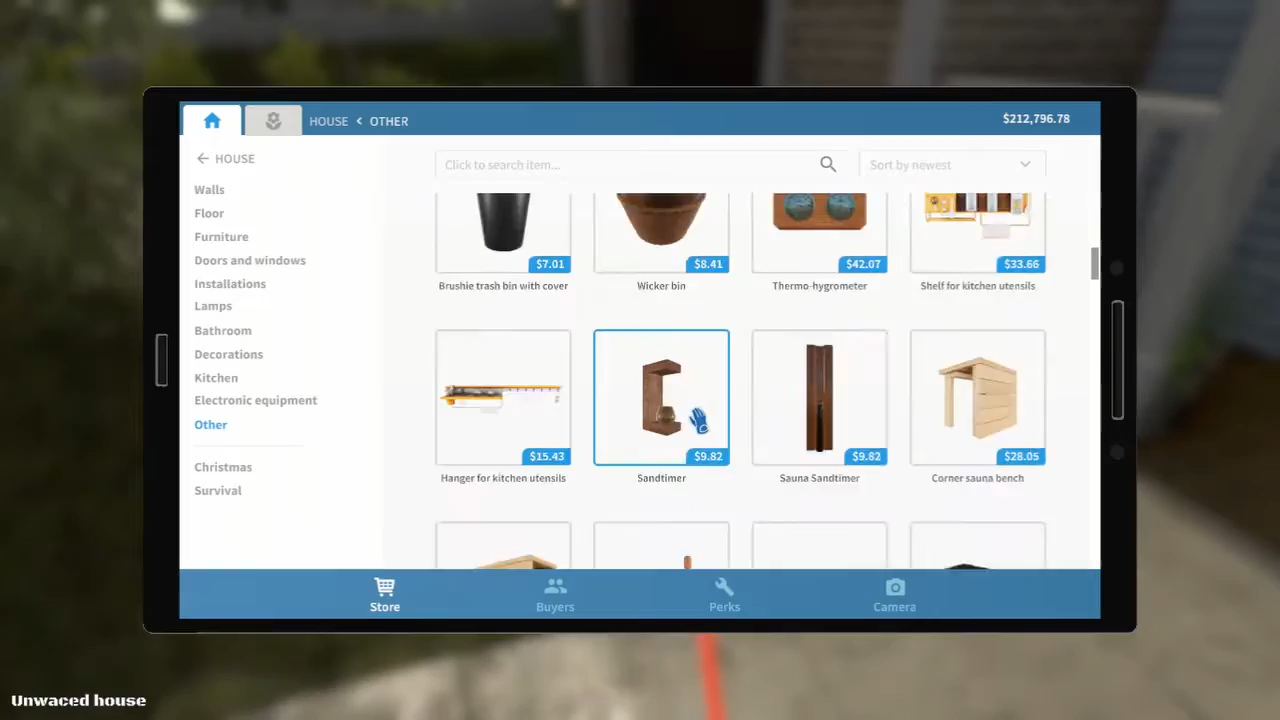 HOUSE < OTHER
$212,796.78
← HOUSE
Click to search item...
Sort by newest
Walls
Floor
Furniture
Doors and windows
Installations
Lamps
Bathroom
Decorations
Kitchen
Electronic equipment
Other
Christmas
Survival
$7.01
$8.41
$42.07
$33.66
Brushie trash bin with cover
Wicker bin
Thermo-hygrometer
Shelf for kitchen utensils
$15.43
$9.82
$9.82
$28.05
Hanger for kitchen utensils
Sandtimer
Sauna Sandtimer
Corner sauna bench
Store
Buyers
Perks
Camera
Unwaced house